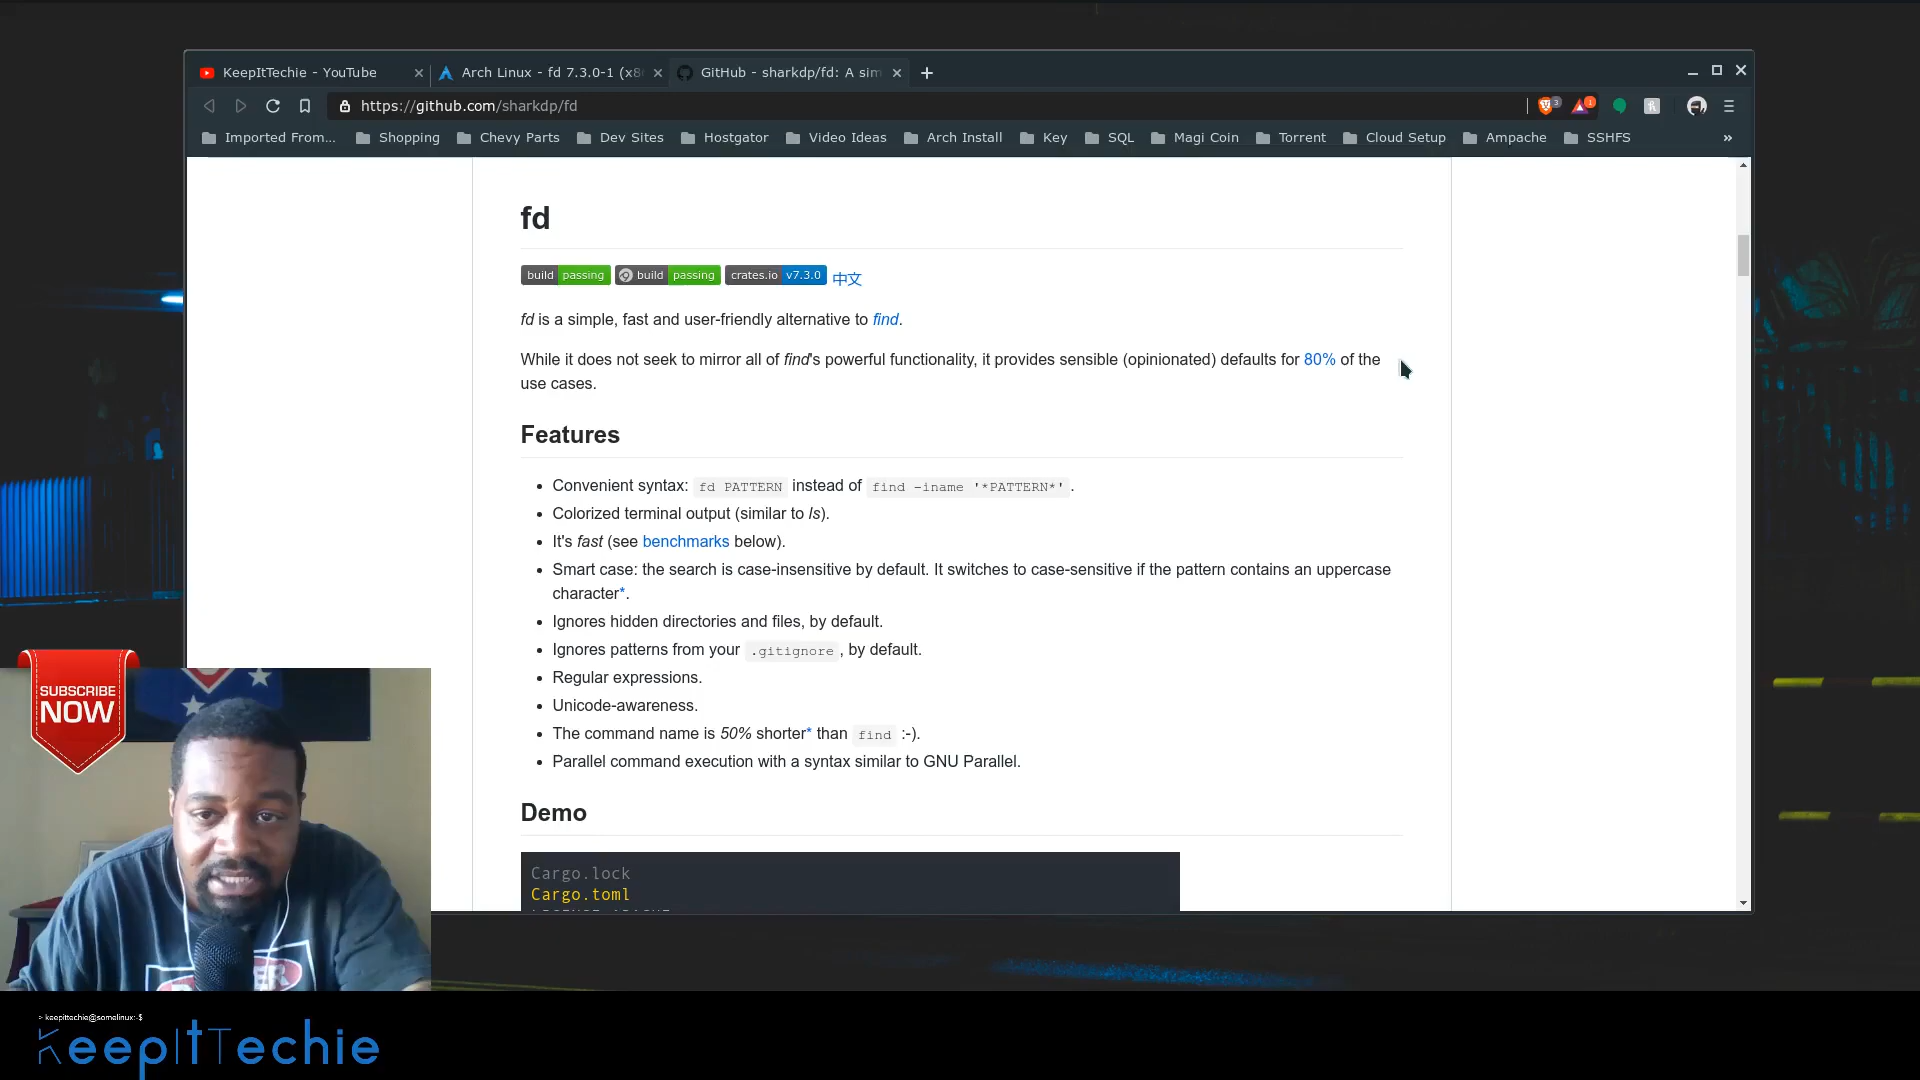 KeepItTechie - YouTube
Arch Linux - fd 7.3.0-1 (x8
GitHub - sharkdp/fd: A sim
https://github.com/sharkdp/fd
3
1
Imported From...
Shopping
Chevy Parts
Dev Sites
Hostgator
Video Ideas
Arch Install
Key
SQL
Magi Coin
Torrent
Cloud Setup
Ampache
SSHFS
»
fd
build passing
build passing
crates.io v7.3.0
中文
fd is a simple, fast and user-friendly alternative to find.
While it does not seek to mirror all of find's powerful functionality, it provides sensible (opinionated) defaults for 80% of the
use cases.
Features
• Convenient syntax: fd PATTERN instead of find -iname '*PATTERN*'.
• Colorized terminal output (similar to ls).
• It's fast (see benchmarks below).
• Smart case: the search is case-insensitive by default. It switches to case-sensitive if the pattern contains an uppercase
character*.
• Ignores hidden directories and files, by default.
• Ignores patterns from your .gitignore, by default.
• Regular expressions.
• Unicode-awareness.
• The command name is 50% shorter* than find :-).
• Parallel command execution with a syntax similar to GNU Parallel.
Demo
Cargo.lock
Cargo.toml
SUBSCRIBE
NOW
> keepittechie@somelinux:-$
KeepItTechie